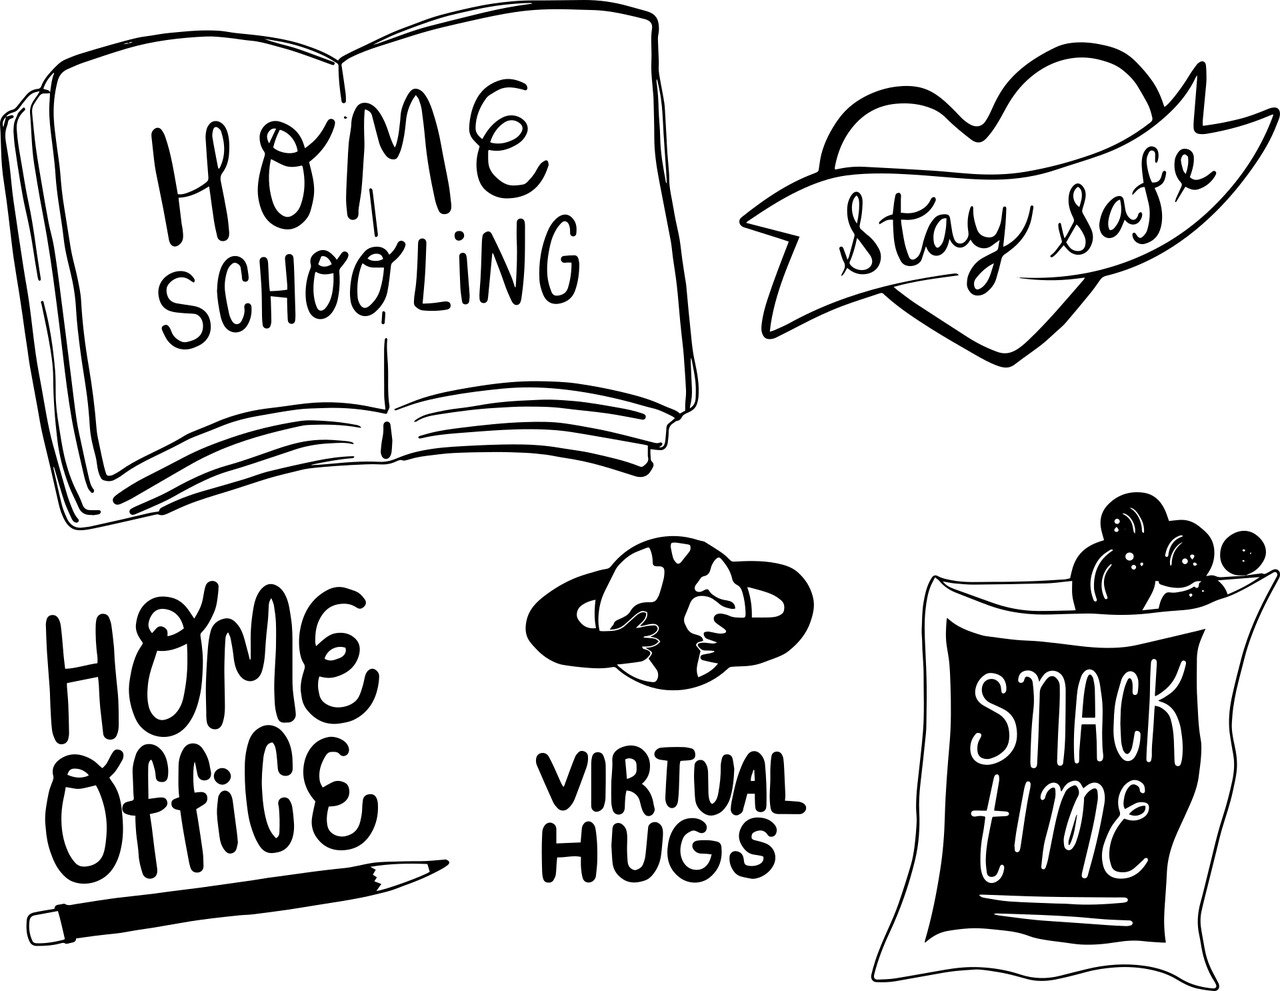 HOME
SCHOOLiNG
Stay Safe
HOME
OffiCE
VIRTUAL
HUGS
SNACK
tIME